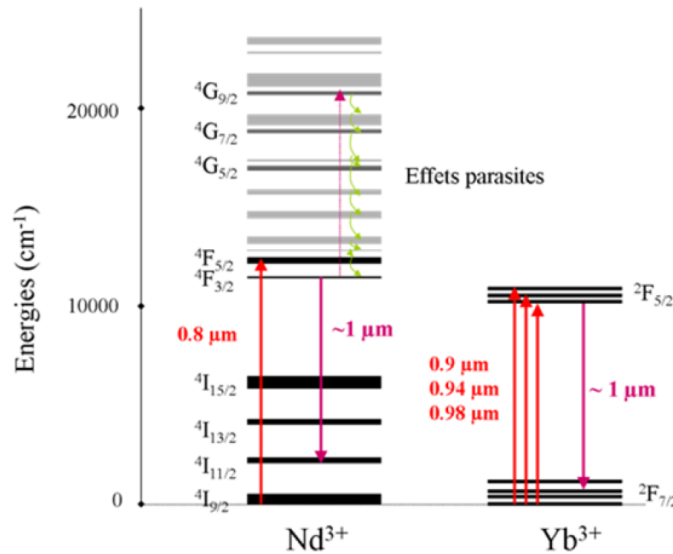 Energies (cm⁻¹)
20000
10000
0
⁴G₉/₂
⁴G₇/₂
⁴G₅/₂
⁴F₅/₂
⁴F₃/₂
⁴I₁₅/₂
⁴I₁₃/₂
⁴I₁₁/₂
⁴I₉/₂
0.8 µm
~1 µm
Effets parasites
Nd³⁺
²F₅/₂
0.9 µm
0.94 µm
0.98 µm
~ 1 µm
²F₇/₂
Yb³⁺